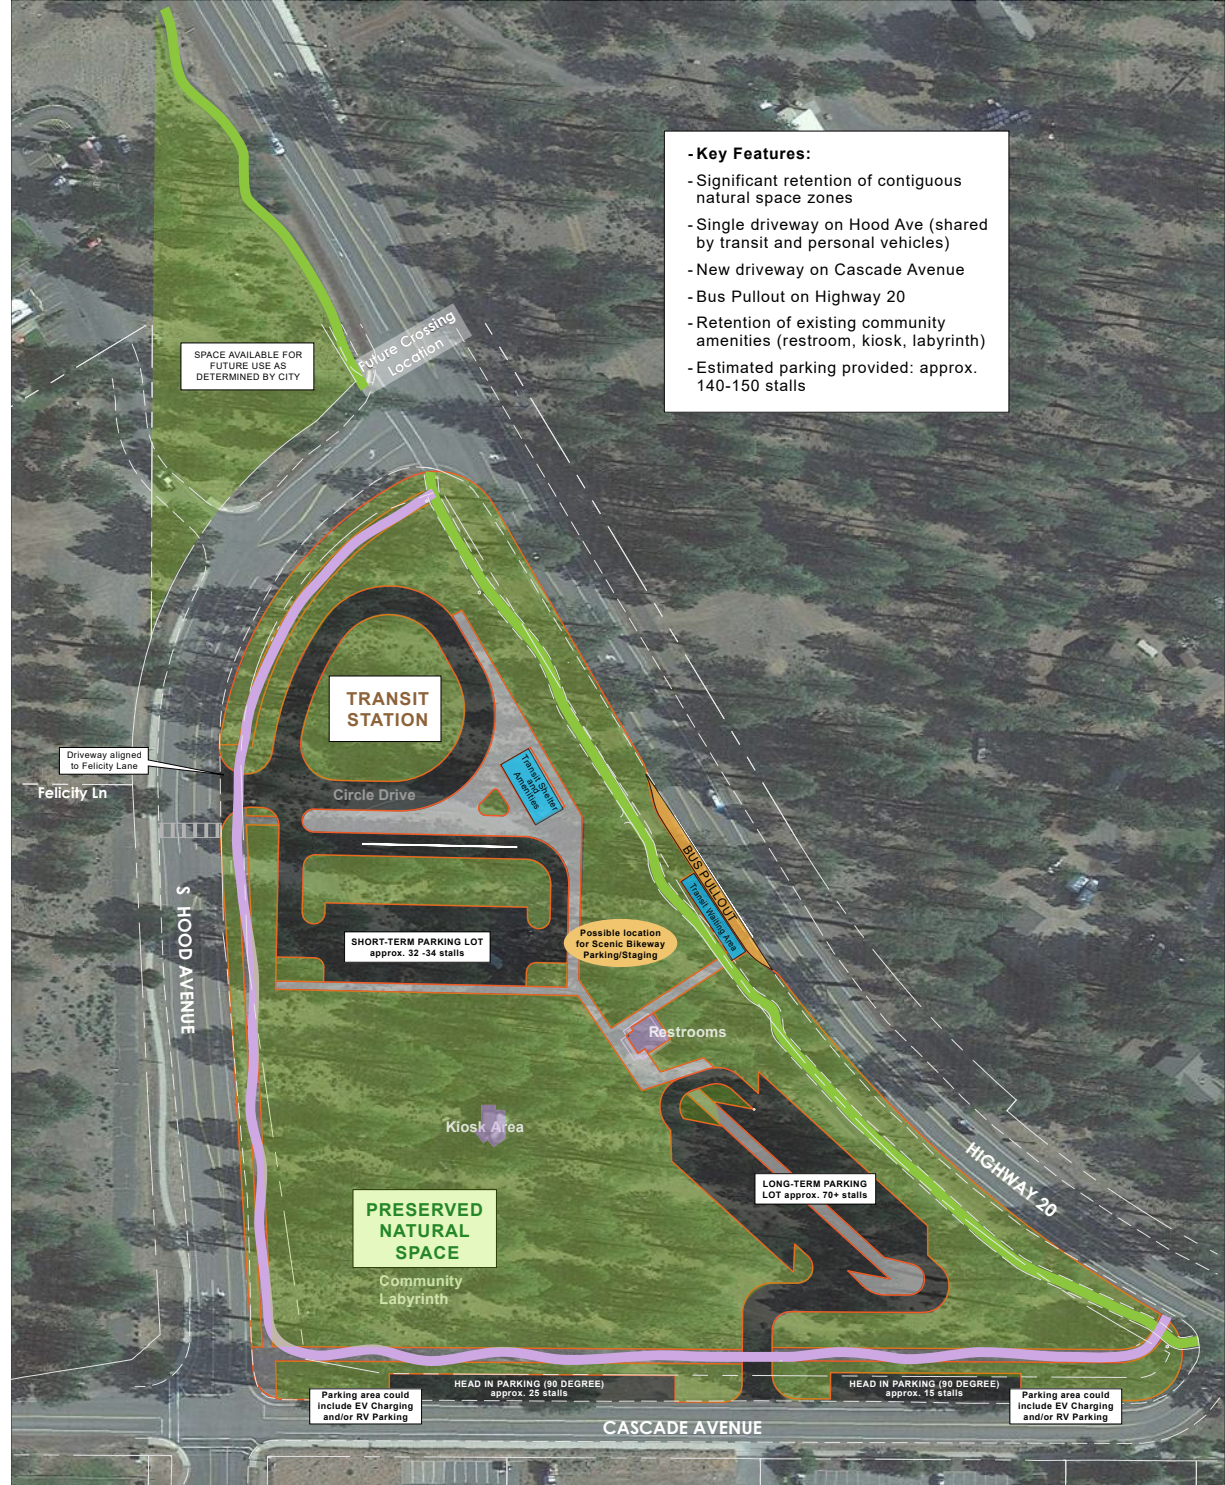 - Key Features:
- Significant retention of contiguous
natural space zones
- Single driveway on Hood Ave (shared
by transit and personal vehicles)
- New driveway on Cascade Avenue
- Bus Pullout on Highway 20
- Retention of existing community
amenities (restroom, kiosk, labyrinth)
- Estimated parking provided: approx.
140-150 stalls
Future Crossing
Location
SPACE AVAILABLE FOR
FUTURE USE AS
DETERMINED BY CITY
TRANSIT
STATION
Driveway aligned
to Felicity Lane
Felicity Ln
Circle Drive
Transit Shelter
and
Amenities
BUS PULLOUT
Transit Waiting Area
S HOOD AVENUE
SHORT-TERM PARKING LOT
approx. 32 -34 stalls
Possible location
for Scenic Bikeway
Parking/Staging
Restrooms
Kiosk Area
HIGHWAY 20
LONG-TERM PARKING
LOT approx. 70+ stalls
PRESERVED
NATURAL
SPACE
Community
Labyrinth
HEAD IN PARKING (90 DEGREE)
approx. 25 stalls
HEAD IN PARKING (90 DEGREE)
approx. 15 stalls
Parking area could
include EV Charging
and/or RV Parking
Parking area could
include EV Charging
and/or RV Parking
CASCADE AVENUE